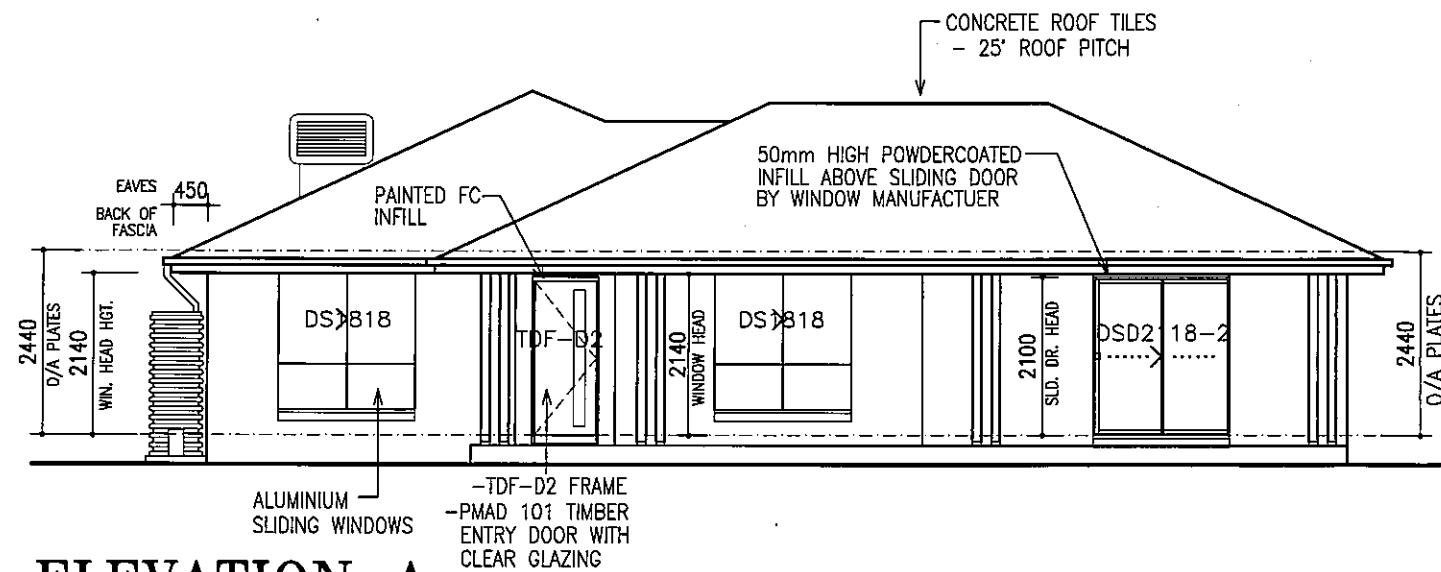 CONCRETE ROOF TILES
- 25° ROOF PITCH
50mm HIGH POWDERCOATED
INFILL ABOVE SLIDING DOOR
BY WINDOW MANUFACTUER
PAINTED FC
INFILL
EAVES 450
BACK OF
FASCIA
2440
O/A PLATES
2140
WIN. HEAD HGT.
DS1818
TDF-D2
2140
WINDOW HEAD
DS1818
2100
SLD. DR. HEAD
DSD2118-2
2440
O/A PLATES
ALUMINIUM
SLIDING WINDOWS
-TDF-D2 FRAME
-PMAD 101 TIMBER
ENTRY DOOR WITH
CLEAR GLAZING
ELEVATION A